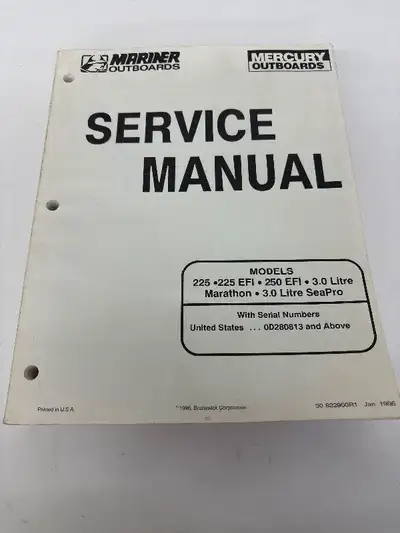 MARINER
OUTBOARDS
MERCURY
OUTBOARDS
SERVICE
MANUAL
MODELS
225 •225 EFI • 250 EFI • 3.0 Litre
Marathon • 3.0 Litre SeaPro
With Serial Numbers
United States . . . 0D280813 and Above
Printed in U.S.A.
©1996, Brunswick Corporation
Jan 1996